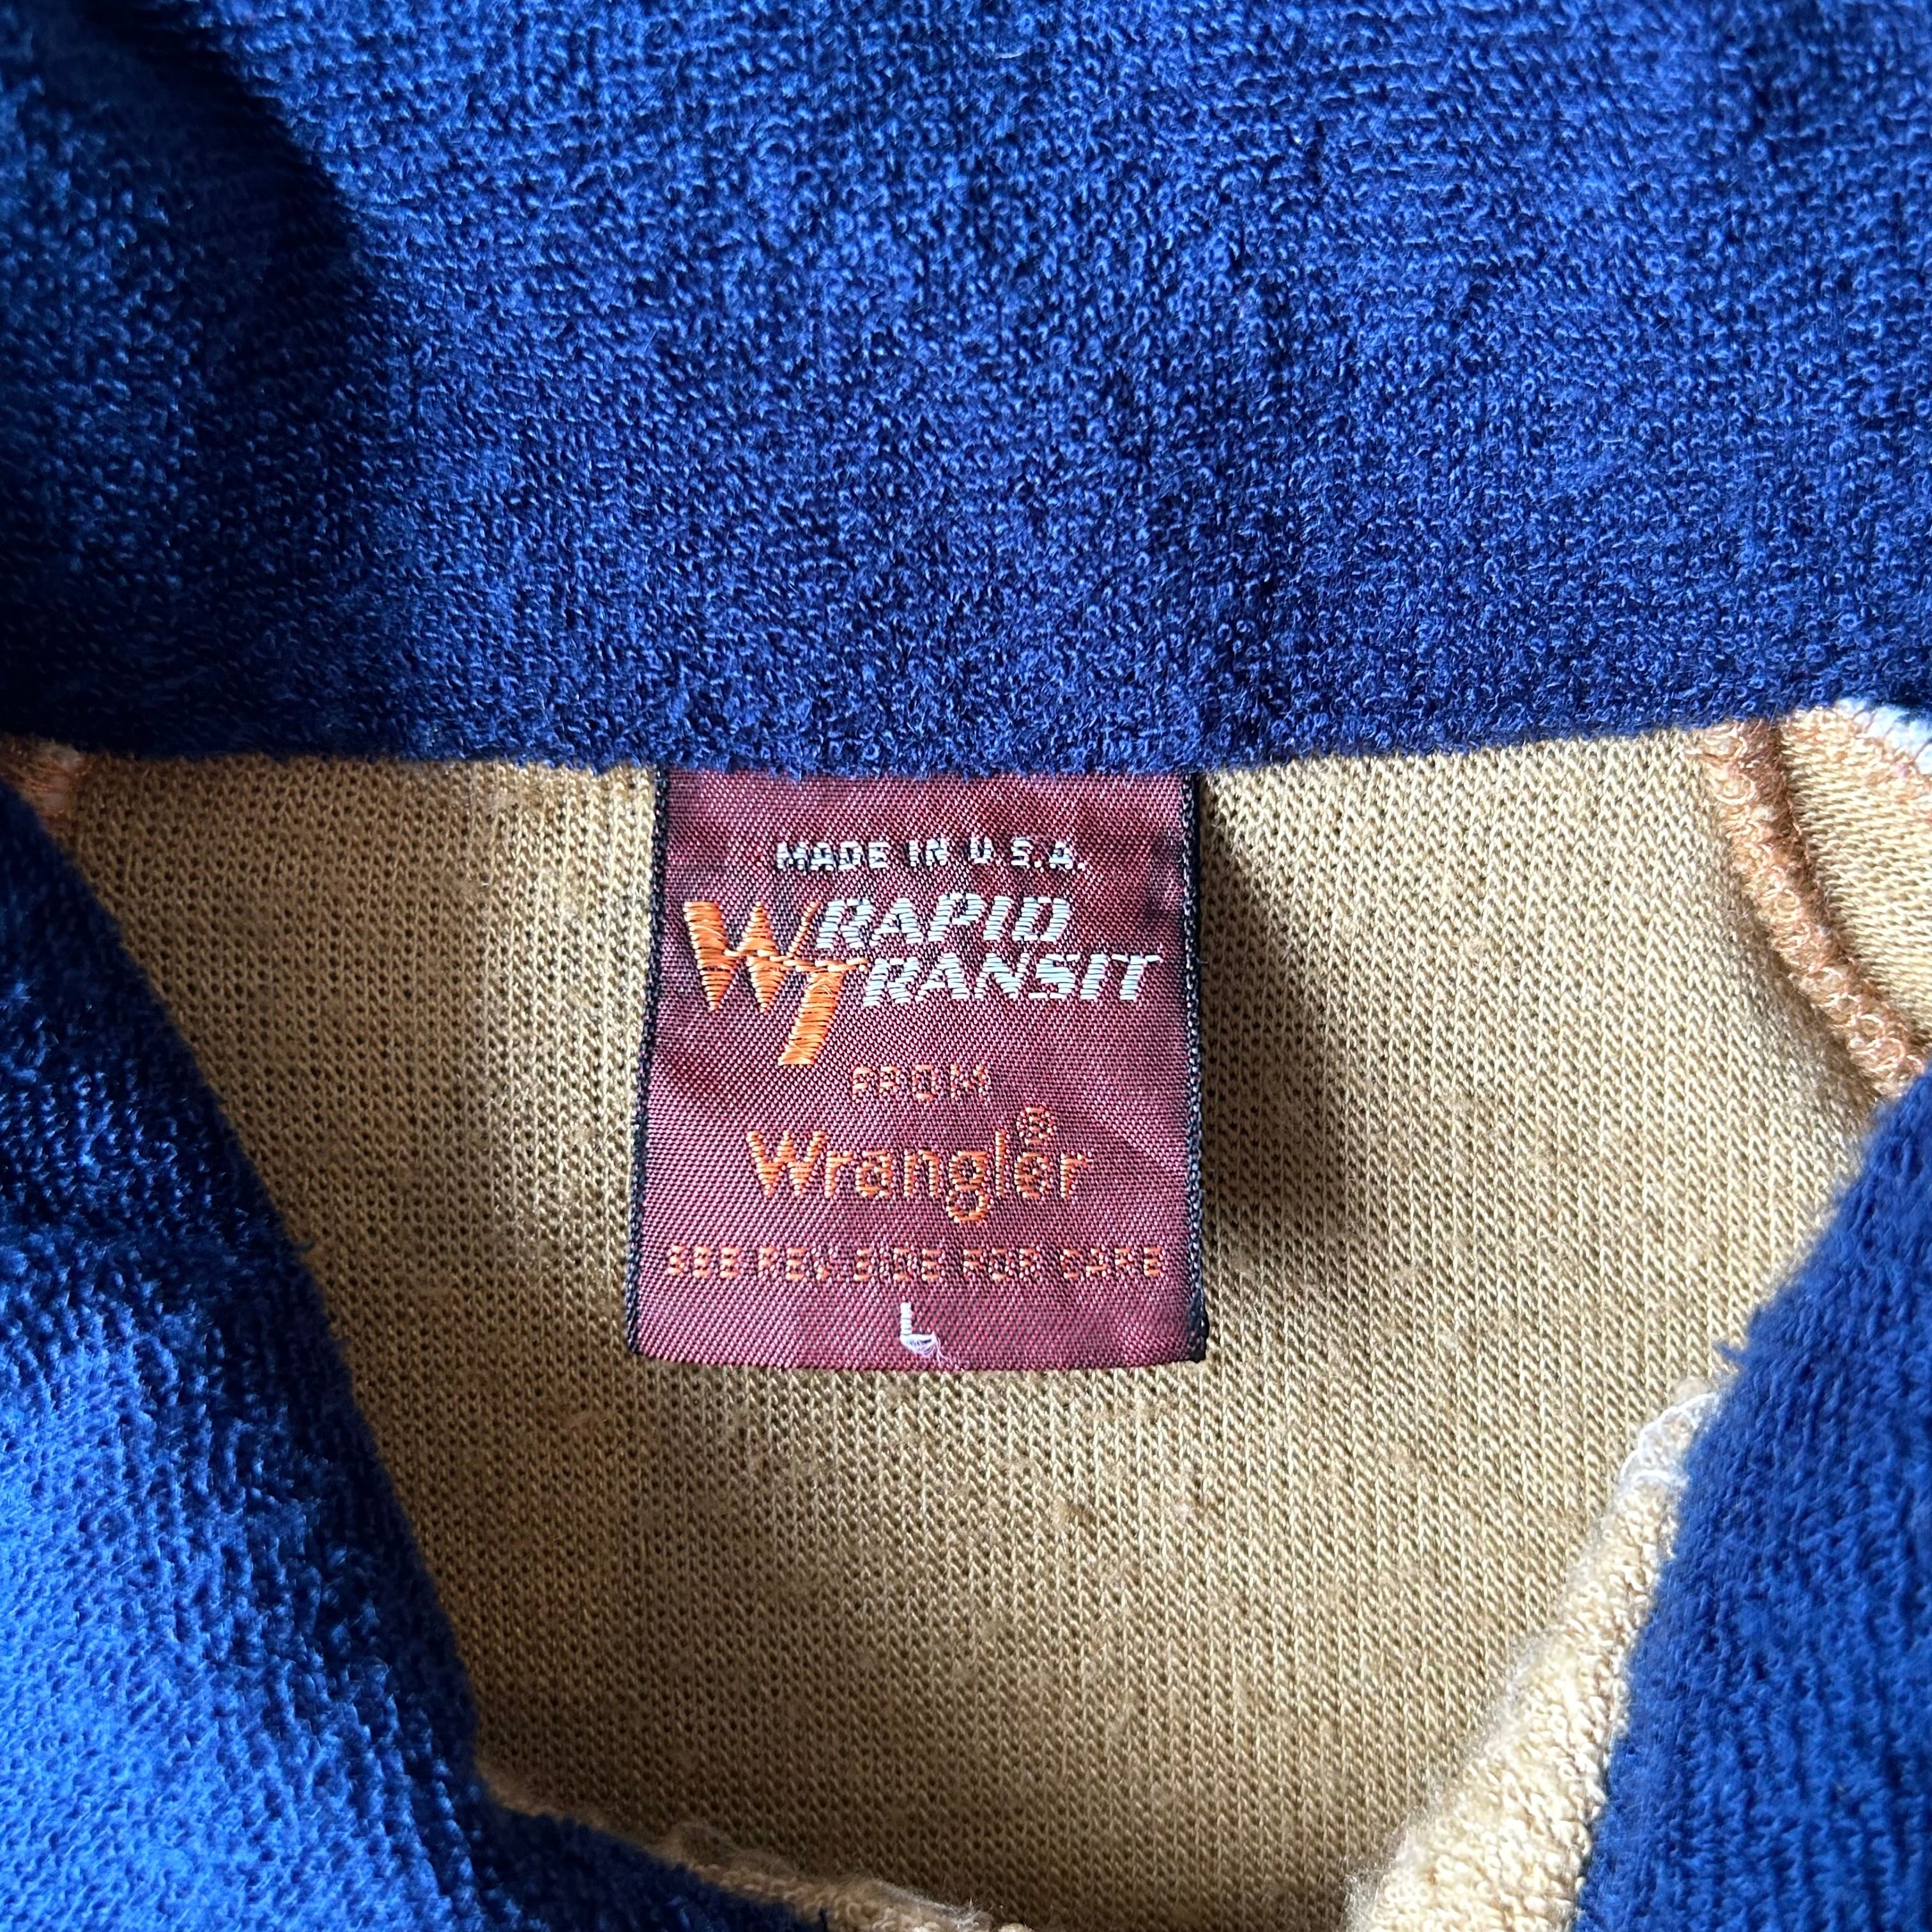 MADE IN U.S.A.
WRAPID
TRANSIT
FROM
Wrangler®
SEE REV. SIDE FOR CARE
L